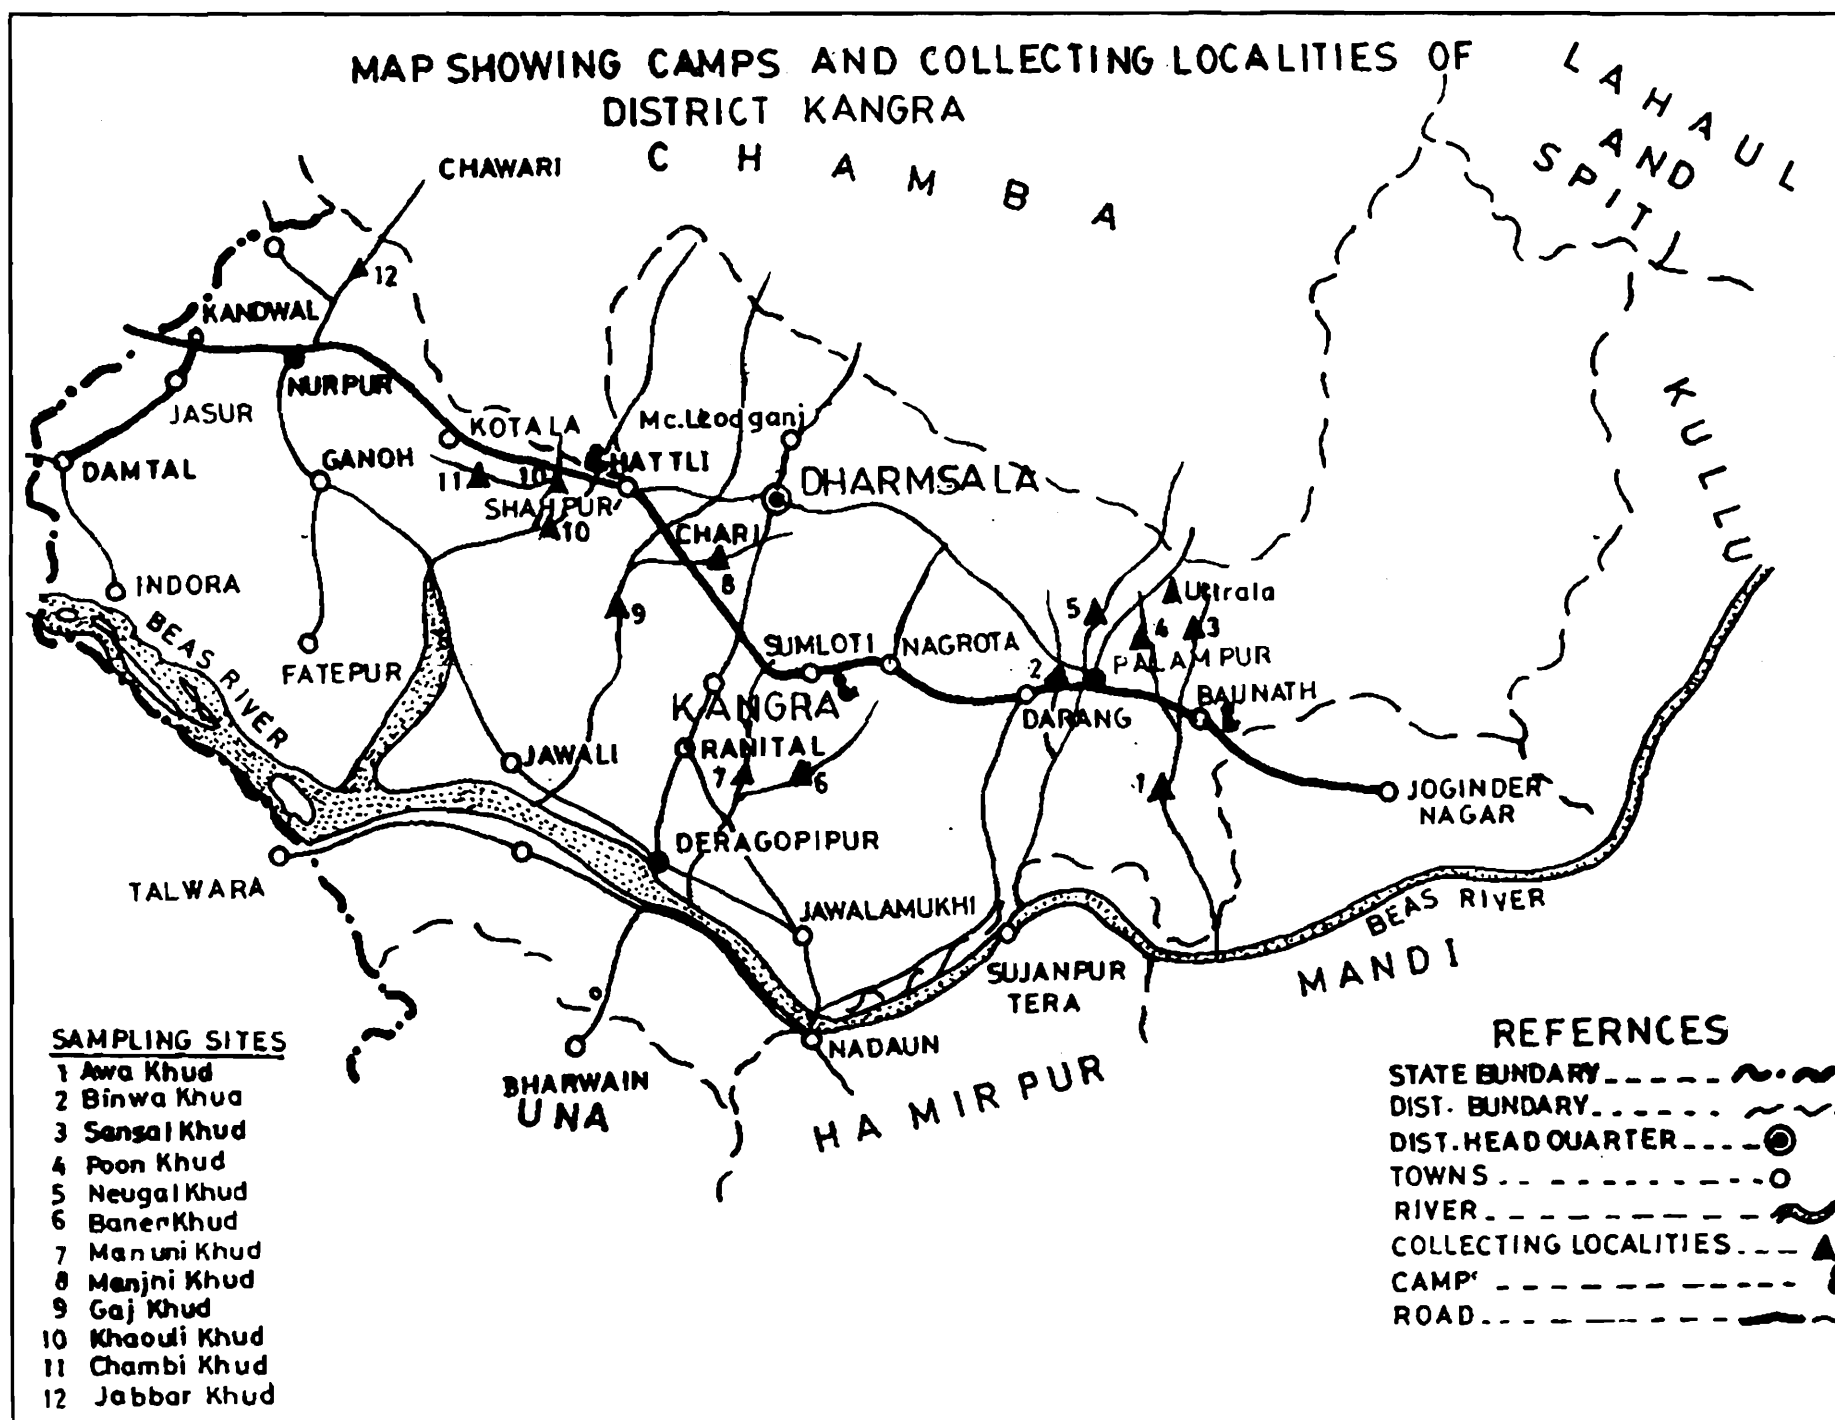 MAP SHOWING CAMPS AND COLLECTING LOCALITIES OF
DISTRICT KANGRA
LAHAUL
AND
SPITI
CHAMBA
CHAWARI
12
KANDWAL
NURPUR
JASUR
KOTALA
Mc.Leodganj
KULLU
DAMTAL
GANOH
HATTLI
11
10
DHARMSALA
SHAHPUR
10
CHARI
8
INDORA
BEAS RIVER
9
5
Uttrala
4
3
FATEPUR
SUMLOTI
NAGROTA
2
PALAMPUR
KANGRA
DARANG
BAIJNATH
JAWALI
RANITAL
7
6
1
JOGINDER
NAGAR
DERAGOPIPUR
TALWARA
JAWALAMUKHI
BEAS RIVER
SUJANPUR
TERA
MANDI
NADAUN
BHARWAIN
UNA
HAMIRPUR
SAMPLING SITES
1 Awa Khud
2 Binwa Khud
3 Sansal Khud
4 Poon Khud
5 Neugal Khud
6 Baner Khud
7 Manuni Khud
8 Manjni Khud
9 Gaj Khud
10 Khaouli Khud
11 Chambi Khud
12 Jabbar Khud
REFERNCES
STATE BUNDARY
DIST. BUNDARY
DIST. HEAD QUARTER
TOWNS
RIVER
COLLECTING LOCALITIES
CAMP
ROAD